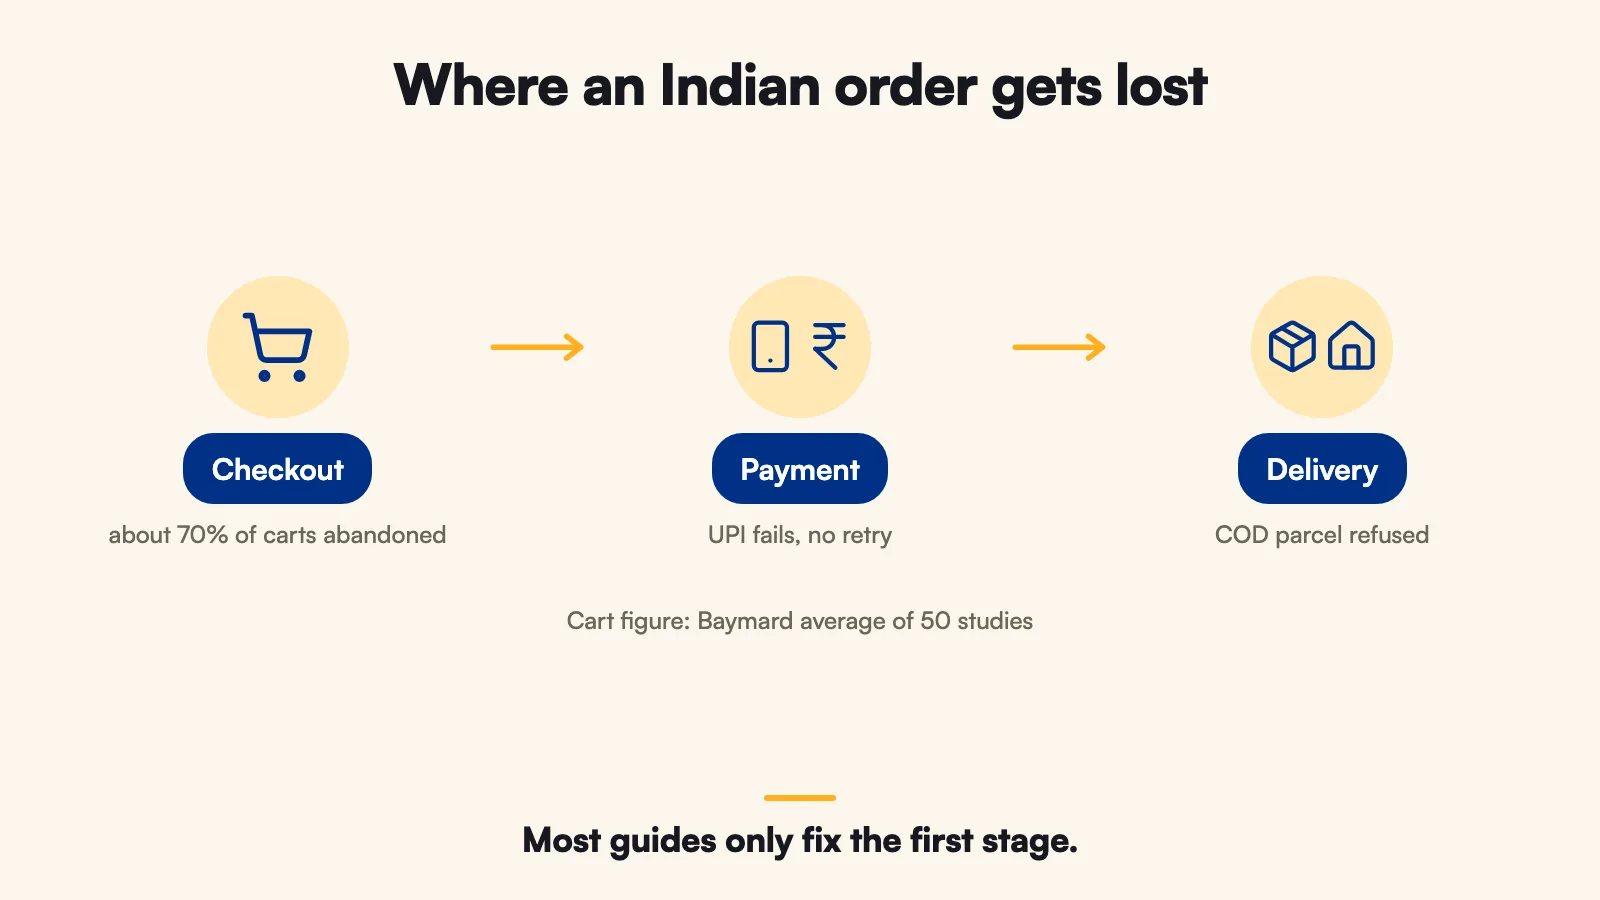 Where an Indian order gets lost
Checkout
about 70% of carts abandoned
Payment
UPI fails, no retry
Delivery
COD parcel refused
Cart figure: Baymard average of 50 studies
Most guides only fix the first stage.